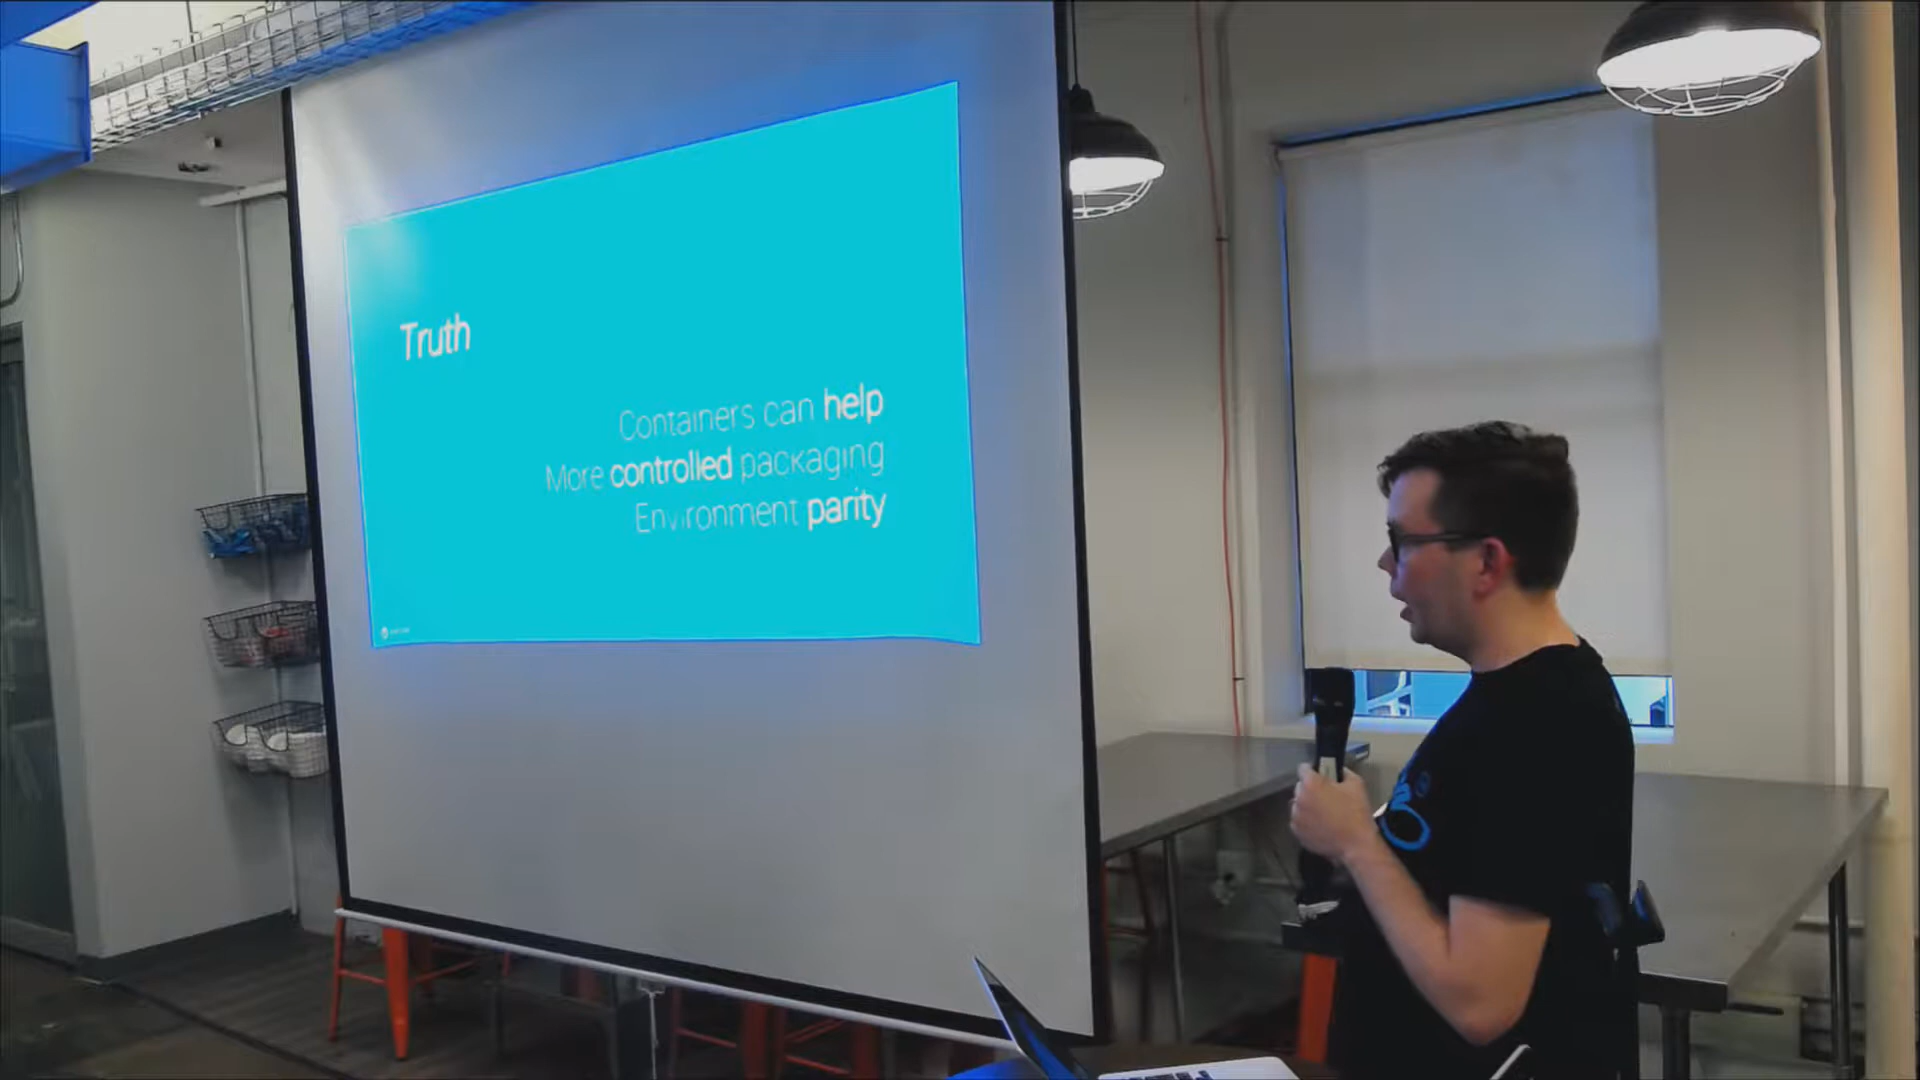 Truth
Containers can help
More controlled packaging
Environment parity